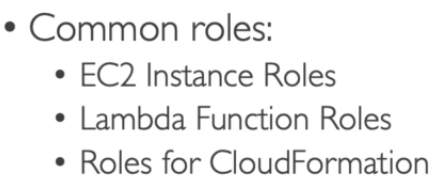 • Common roles:
• EC2 Instance Roles
• Lambda Function Roles
• Roles for CloudFormation